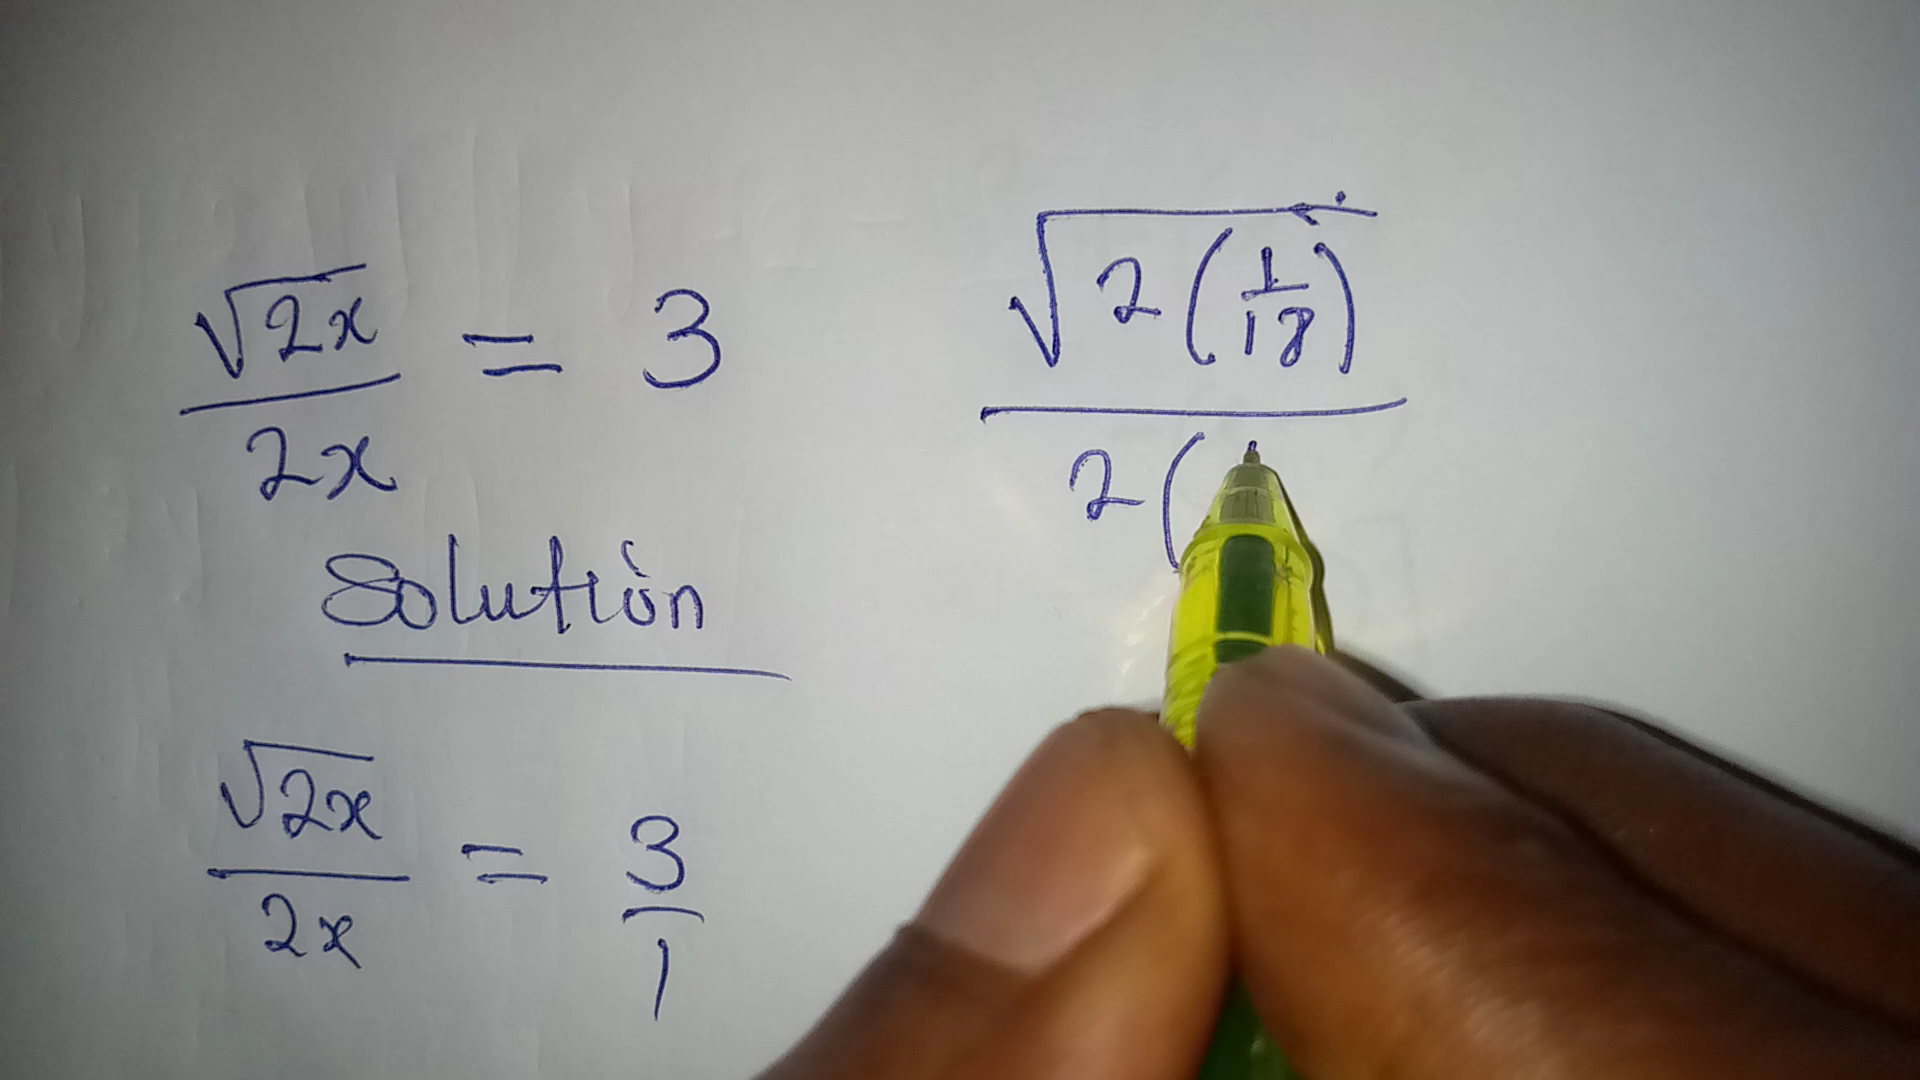 √2x / 2x = 3
Solution
√2x / 2x = 3 / 1
√2(1/18) / 2(